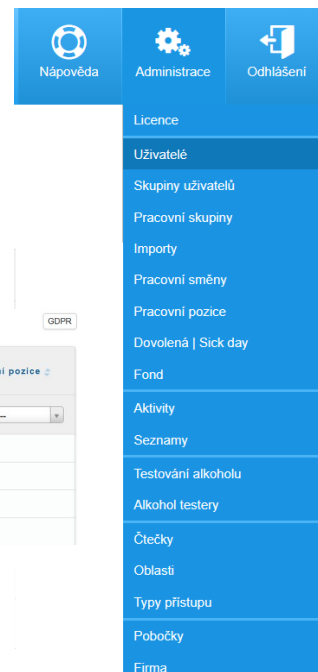 Nápověda
Administrace
Odhlášení
Licence
Uživatelé
Skupiny uživatelů
Pracovní skupiny
Importy
Pracovní směny
Pracovní pozice
Dovolená | Sick day
Fond
Aktivity
Seznamy
Testování alkoholu
Alkohol testery
Čtečky
Oblasti
Typy přístupu
Pobočky
Firma
GDPR
í pozice
--